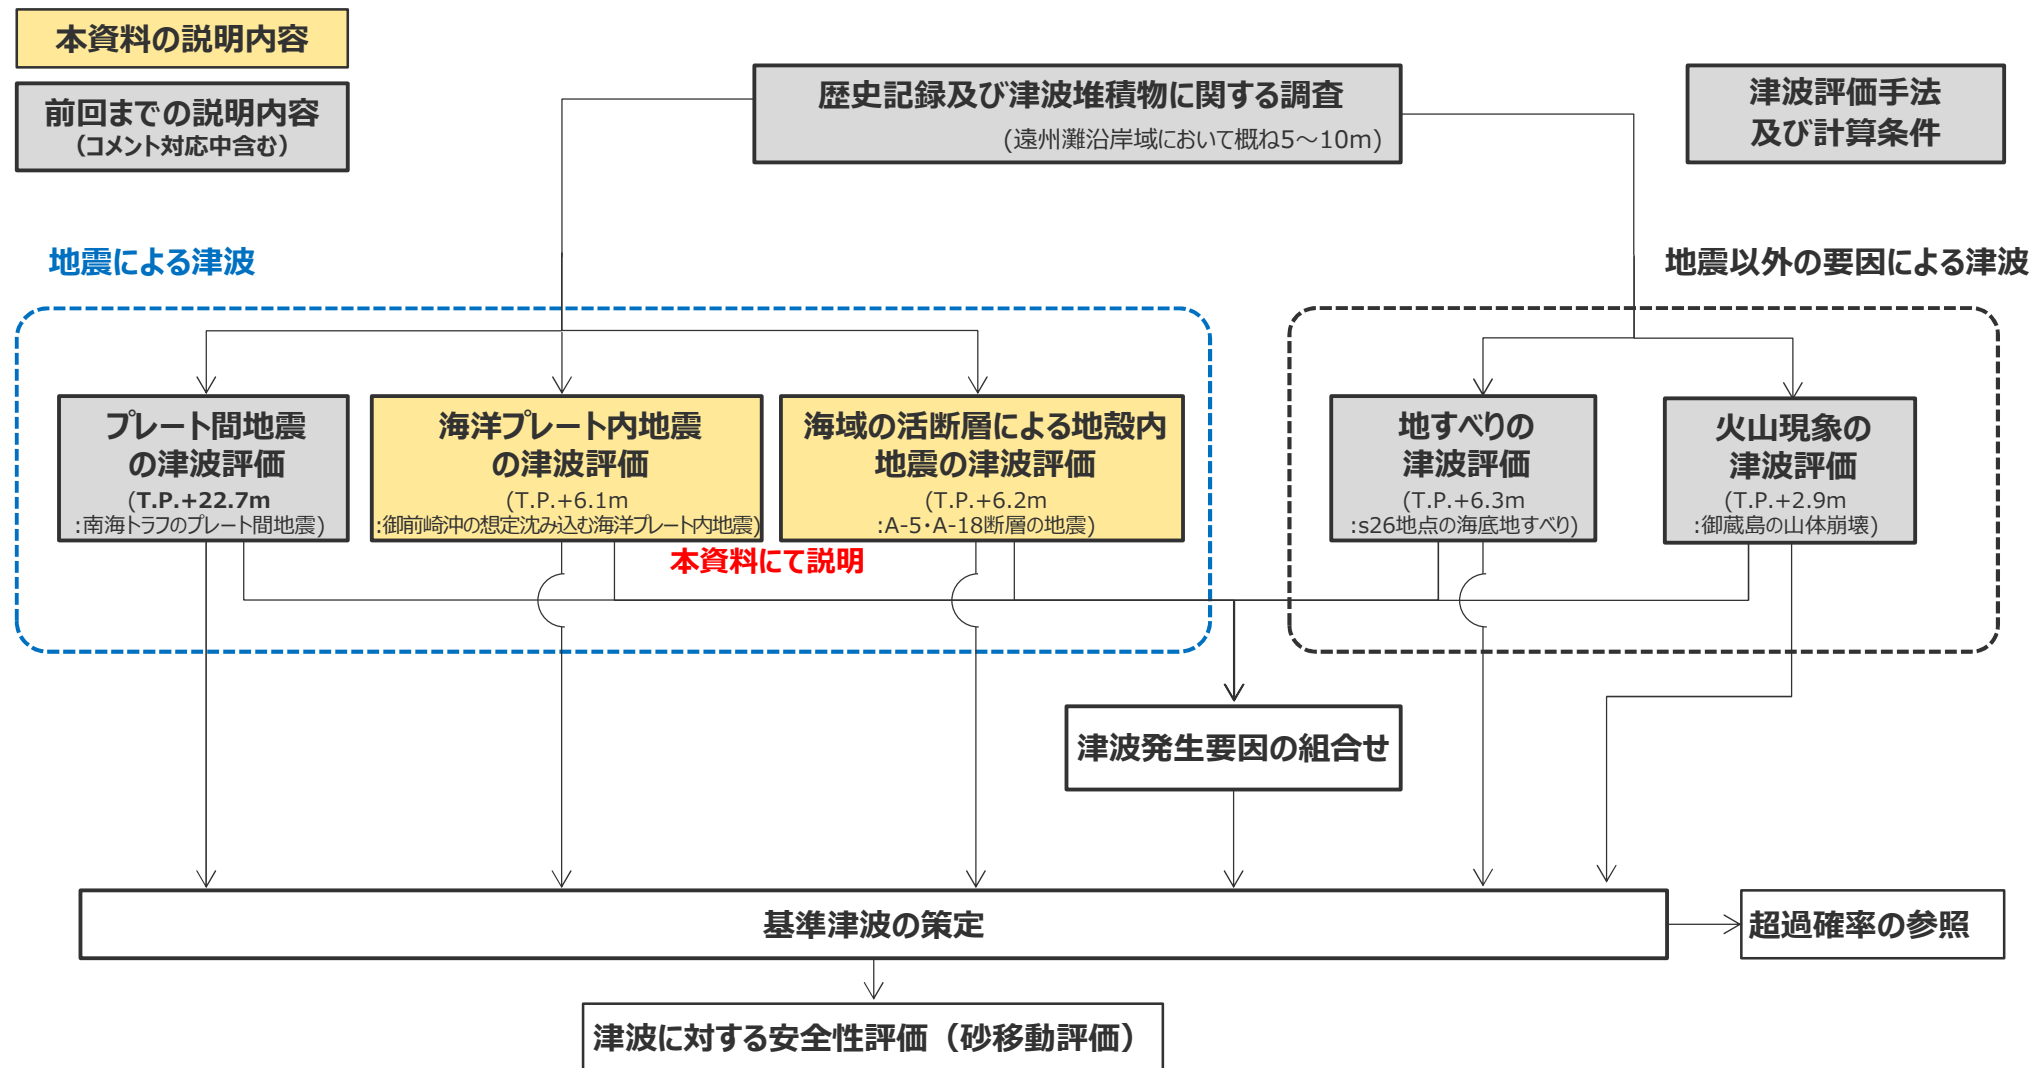 本資料の説明内容
前回までの説明内容
（コメント対応中含む）
歴史記録及び津波堆積物に関する調査
(遠州灘沿岸域において概ね5～10m)
津波評価手法
及び計算条件
地震による津波
地震以外の要因による津波
プレート間地震
の津波評価
(T.P.+22.7m
:南海トラフのプレート間地震)
海洋プレート内地震
の津波評価
(T.P.+6.1m
:御前崎沖の想定沈み込む海洋プレート内地震)
海域の活断層による地殻内
地震の津波評価
(T.P.+6.2m
:A-5・A-18断層の地震)
地すべりの
津波評価
(T.P.+6.3m
:s26地点の海底地すべり)
火山現象の
津波評価
(T.P.+2.9m
:御蔵島の山体崩壊)
本資料にて説明
津波発生要因の組合せ
基準津波の策定
超過確率の参照
津波に対する安全性評価（砂移動評価）